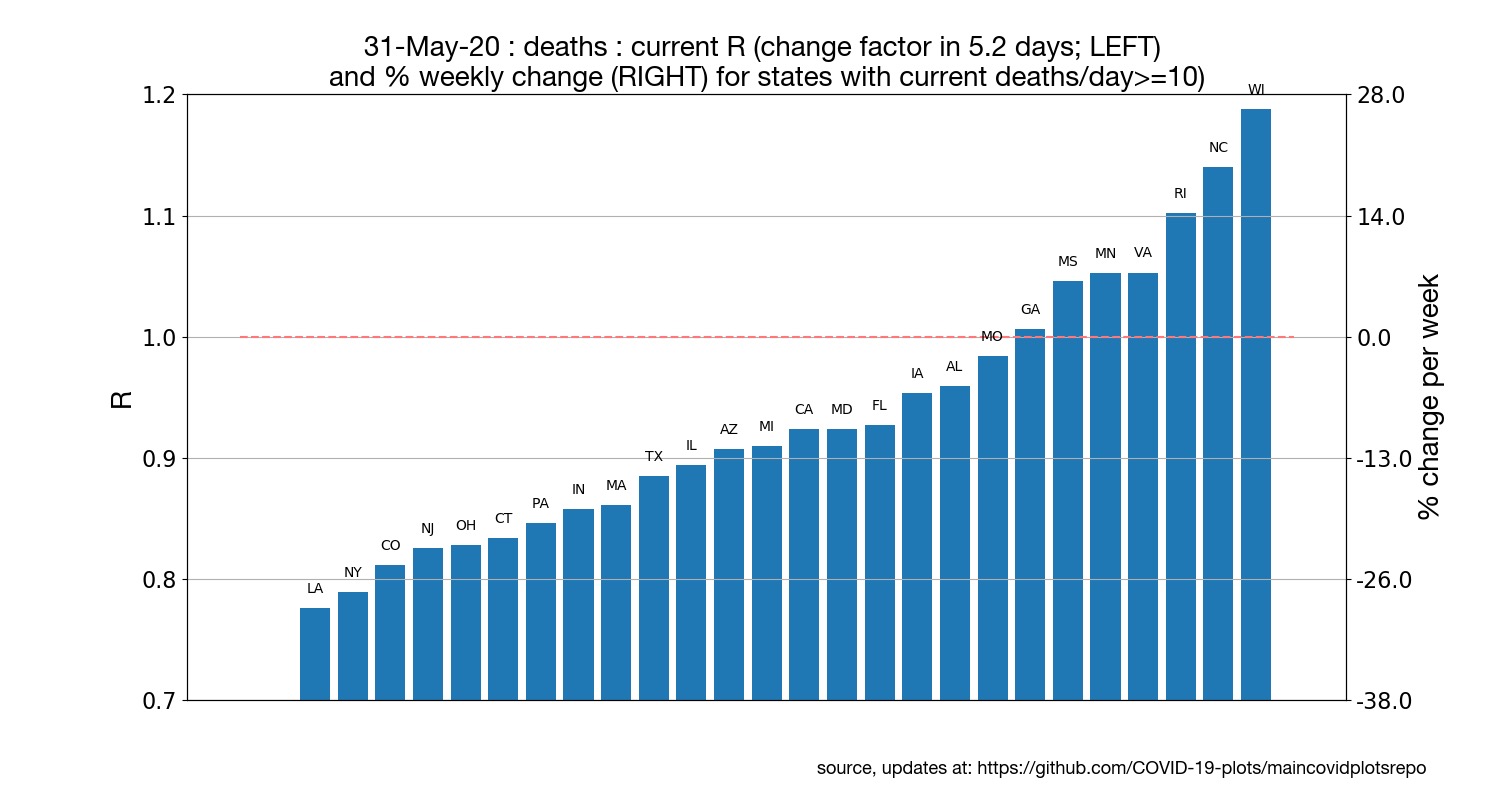 31-May-20 : deaths : current R (change factor in 5.2 days; LEFT)
and % weekly change (RIGHT) for states with current deaths/day>=10)
1.2
1.1
1.0
0.9
0.8
0.7
R
LA
NY
CO
NJ
OH
CT
PA
IN
MA
TX
IL
AZ
MI
CA
MD
FL
IA
AL
MO
GA
MS
MN
VA
RI
NC
WI
28.0
14.0
0.0
-13.0
-26.0
-38.0
% change per week
source, updates at: https://github.com/COVID-19-plots/maincovidplotsrepo